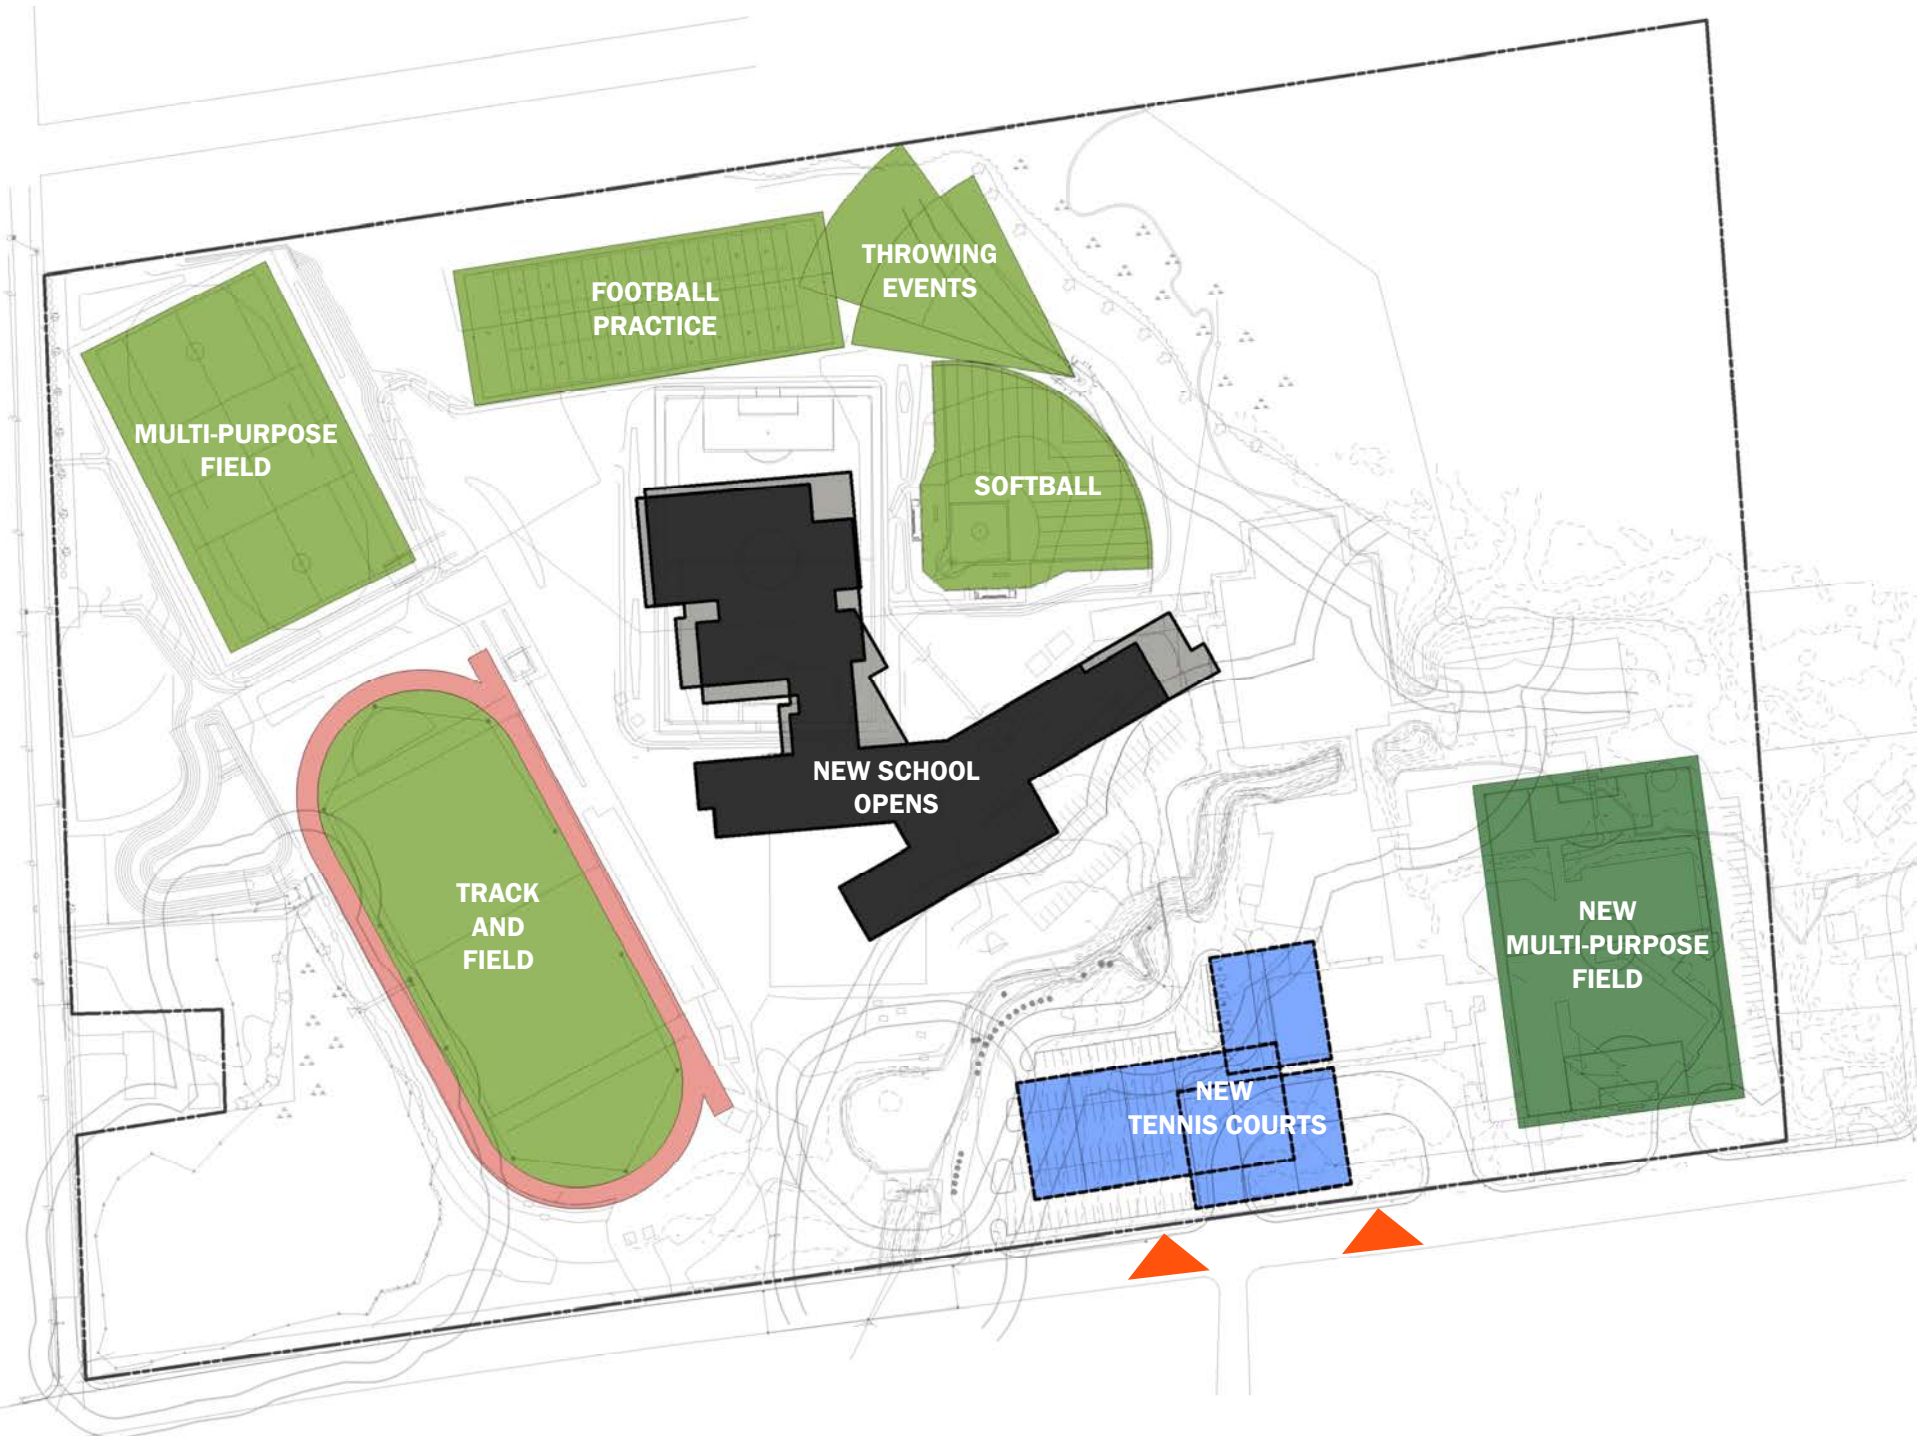 THROWING
EVENTS
FOOTBALL
PRACTICE
MULTI-PURPOSE
FIELD
SOFTBALL
NEW SCHOOL
OPENS
TRACK
AND
FIELD
NEW
MULTI-PURPOSE
FIELD
NEW
TENNIS COURTS